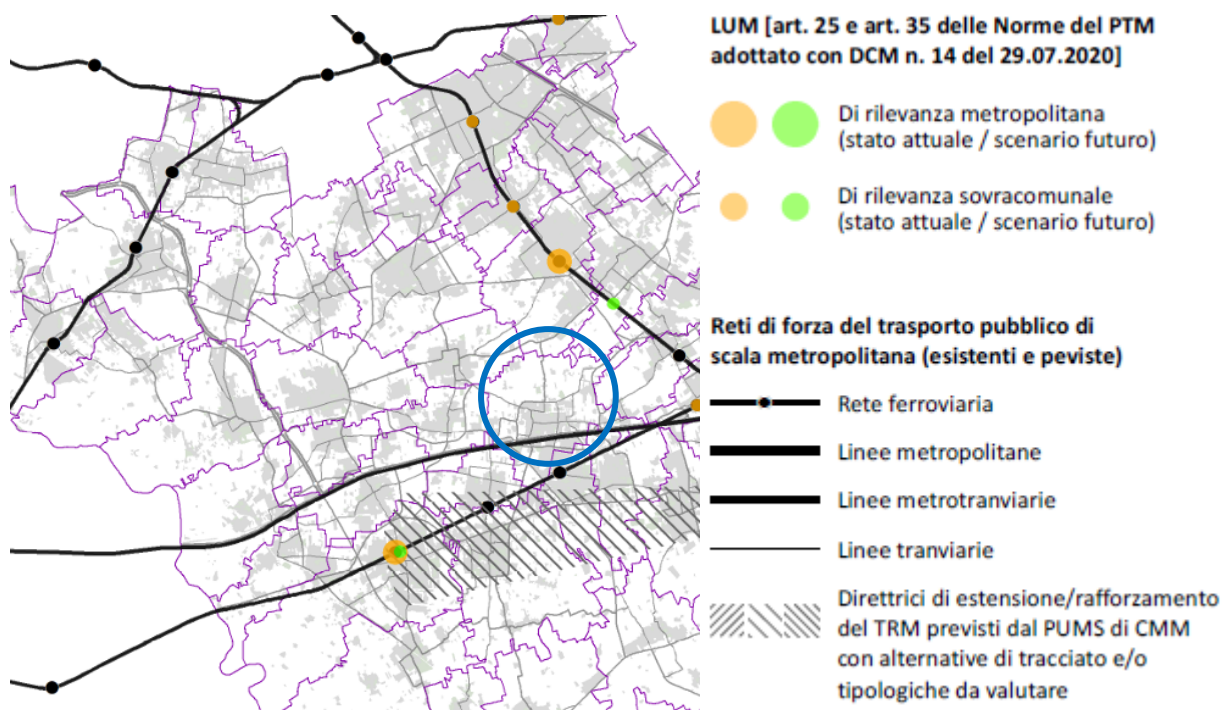 LUM [art. 25 e art. 35 delle Norme del PTM
adottato con DCM n. 14 del 29.07.2020]
Di rilevanza metropolitana
(stato attuale / scenario futuro)
Di rilevanza sovracomunale
(stato attuale / scenario futuro)
Reti di forza del trasporto pubblico di
scala metropolitana (esistenti e peviste)
Rete ferroviaria
Linee metropolitane
Linee metrotranviarie
Linee tranviarie
Direttrici di estensione/rafforzamento
del TRM previsti dal PUMS di CMM
con alternative di tracciato e/o
tipologiche da valutare